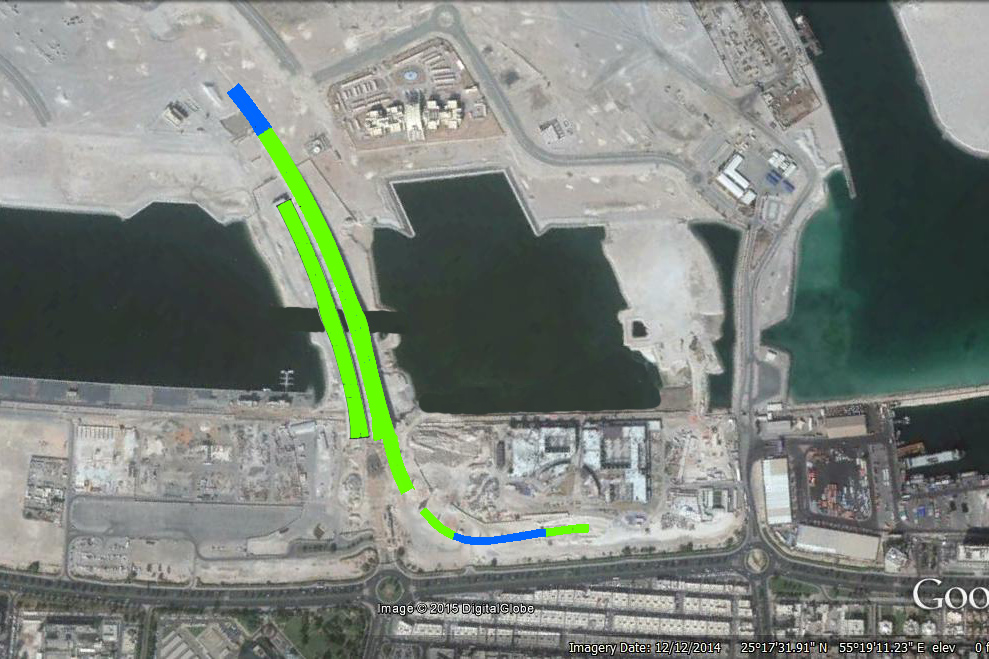 Goo
Image © 2015 DigitalGlobe
Imagery Date: 12/12/2014 25°17'31.91" N 55°19'11.23" E elev 0 f